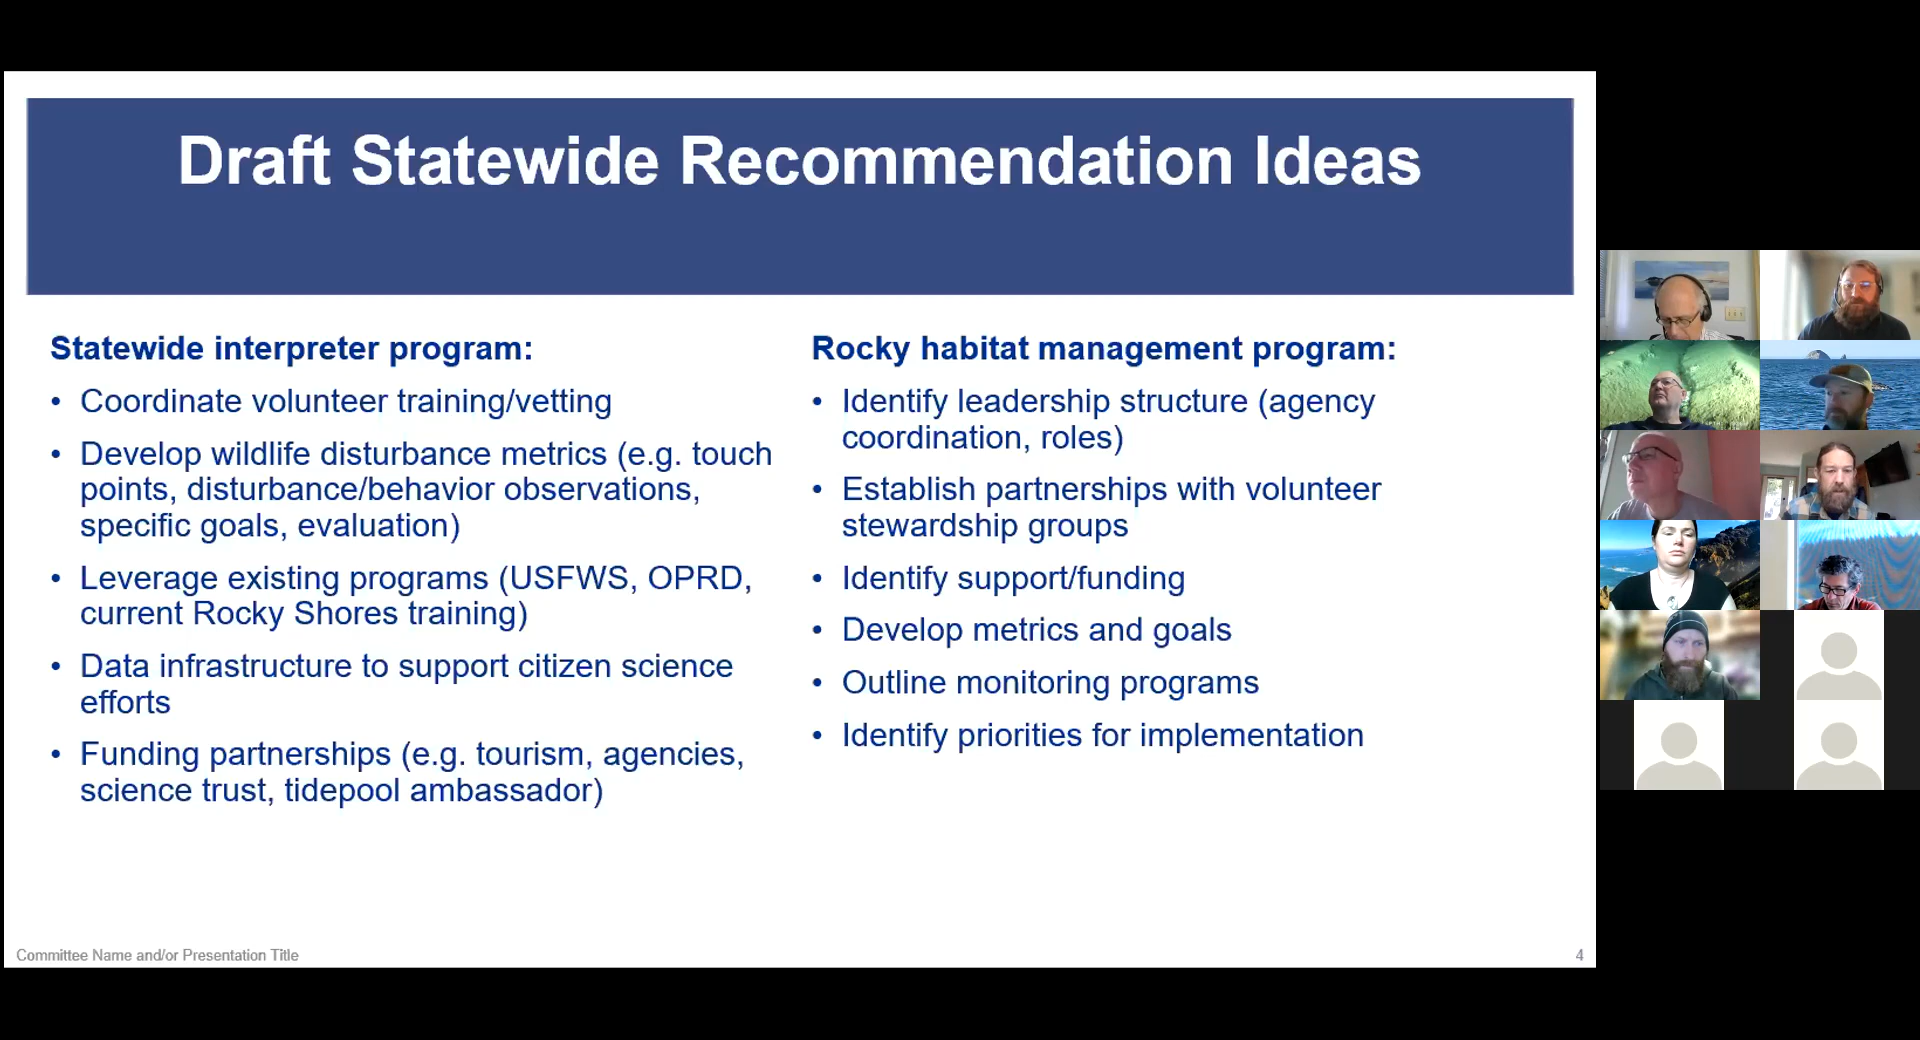 Draft Statewide Recommendation Ideas
Statewide interpreter program:
• Coordinate volunteer training/vetting
• Develop wildlife disturbance metrics (e.g. touch
points, disturbance/behavior observations,
specific goals, evaluation)
• Leverage existing programs (USFWS, OPRD,
current Rocky Shores training)
• Data infrastructure to support citizen science
efforts
• Funding partnerships (e.g. tourism, agencies,
science trust, tidepool ambassador)
Rocky habitat management program:
• Identify leadership structure (agency
coordination, roles)
• Establish partnerships with volunteer
stewardship groups
• Identify support/funding
• Develop metrics and goals
• Outline monitoring programs
• Identify priorities for implementation
Committee Name and/or Presentation Title
4